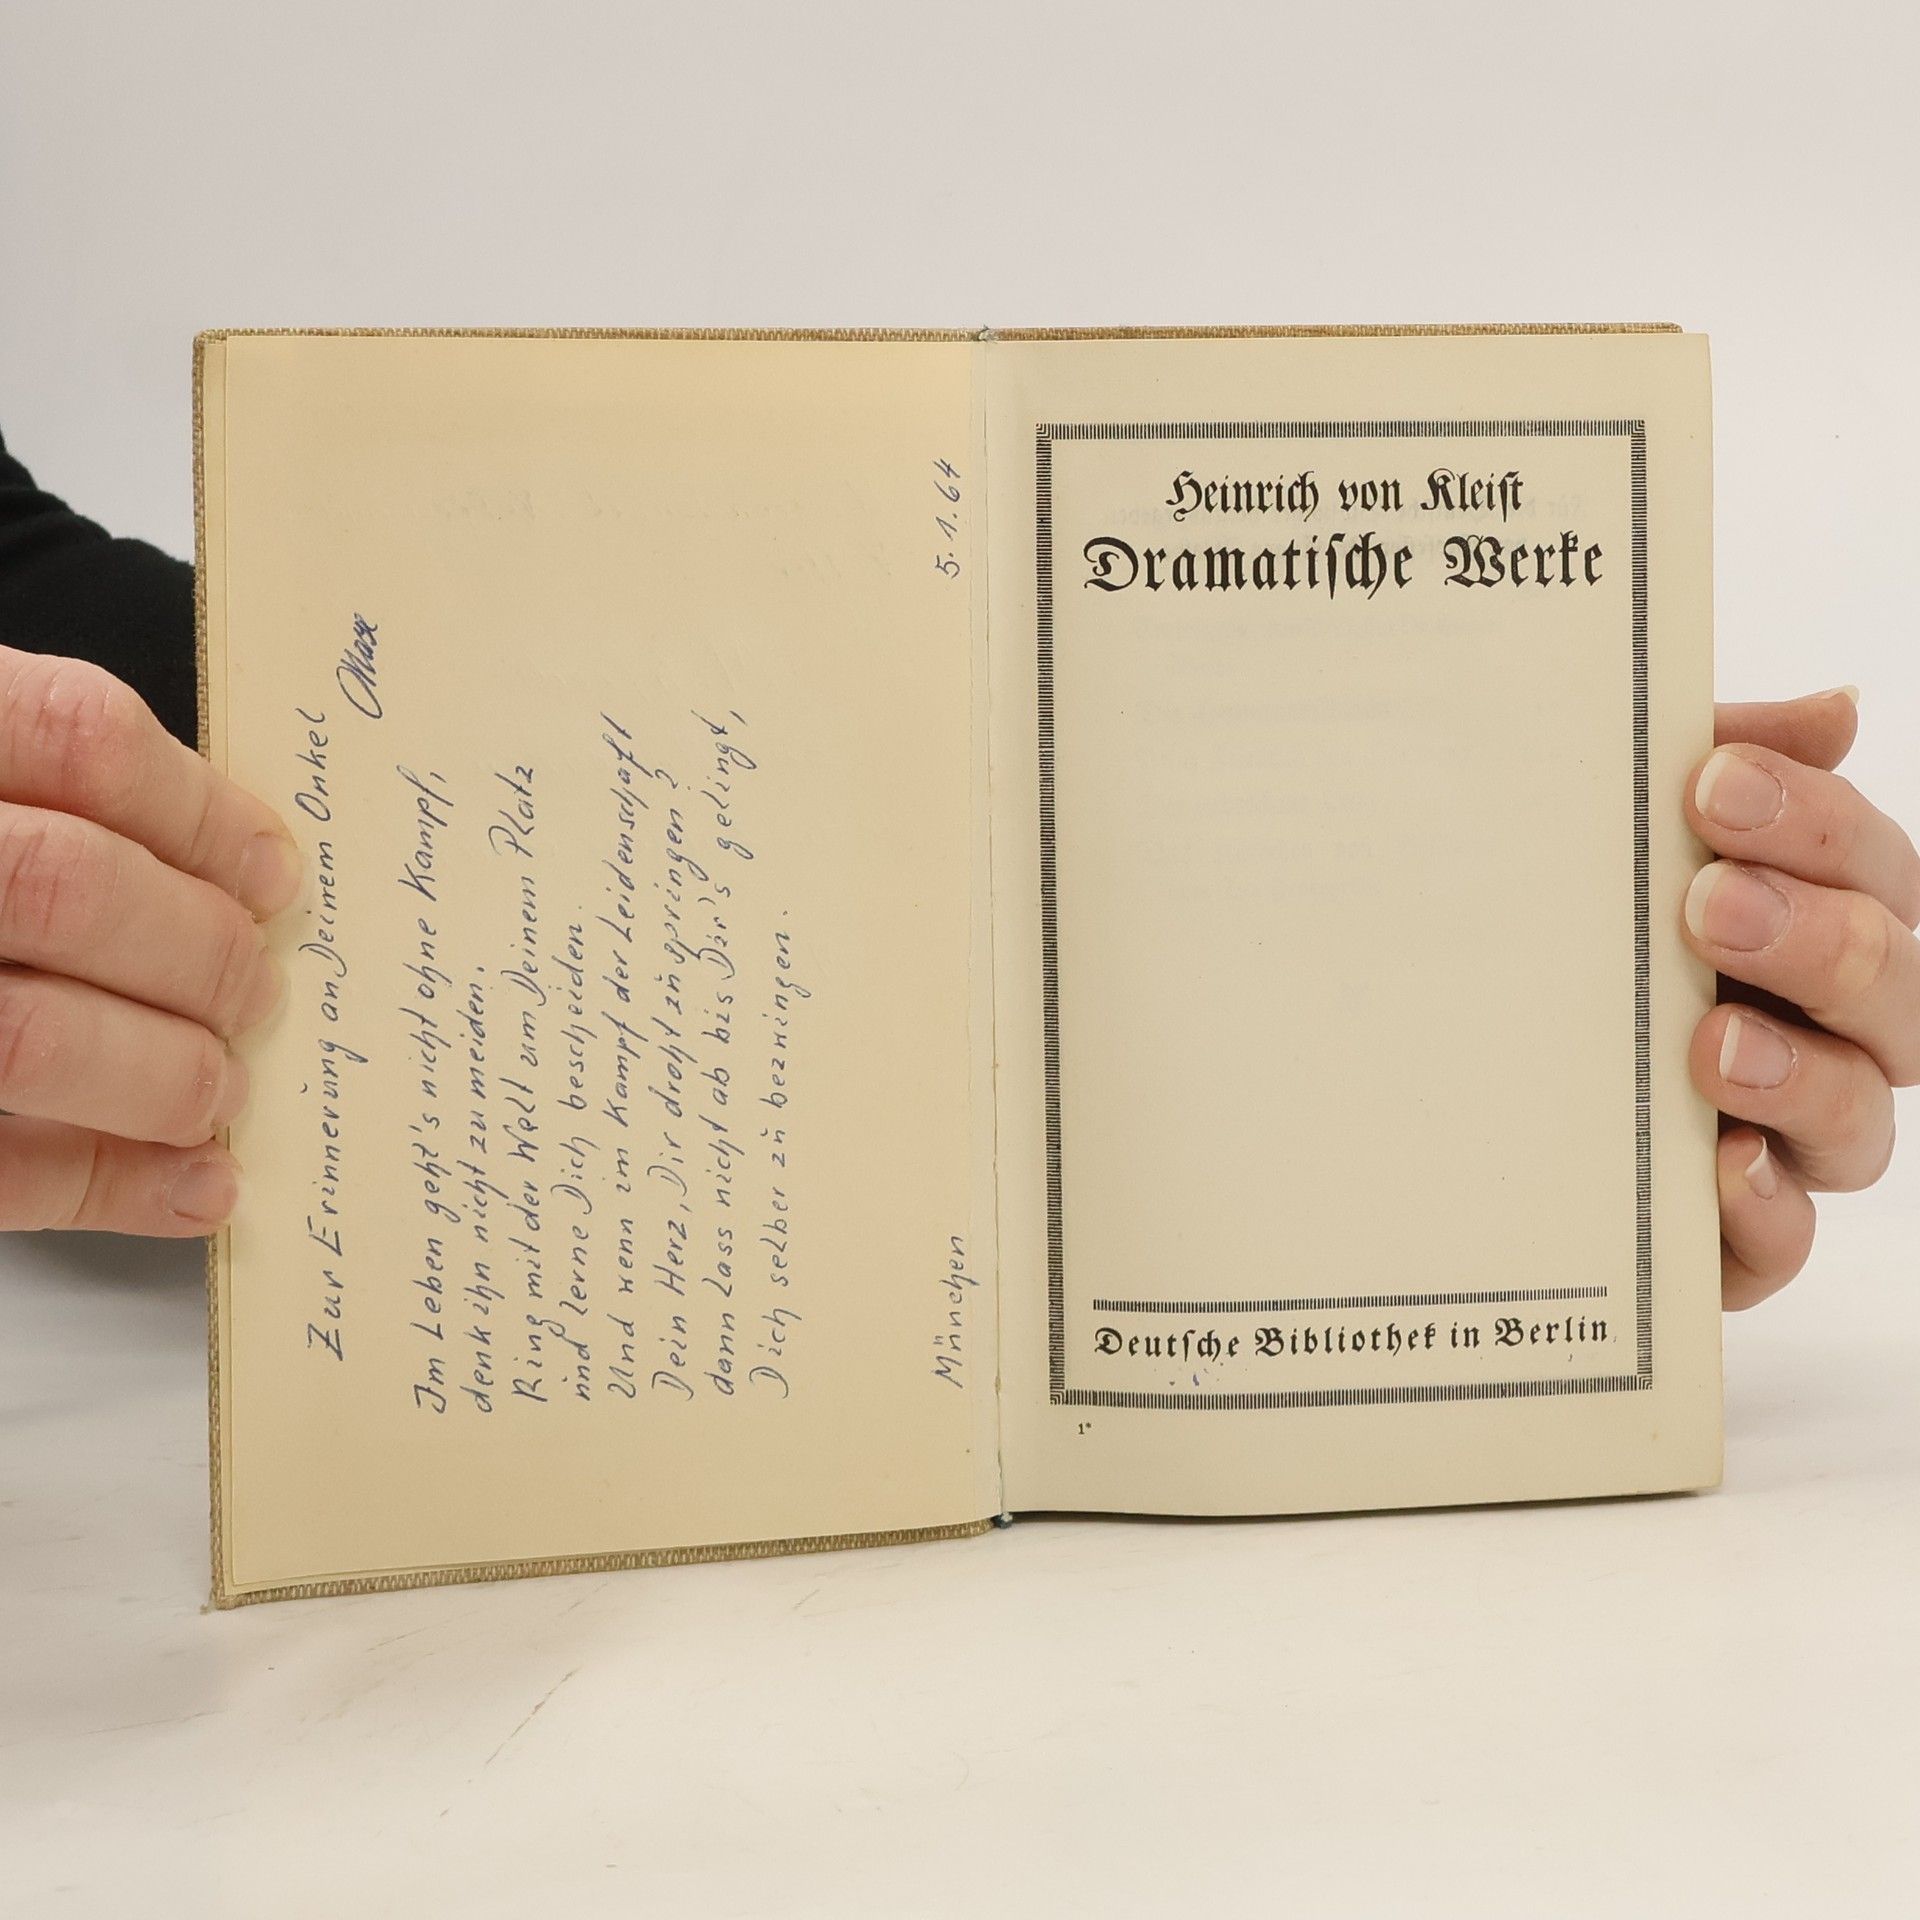 Zur Erinnerung an Deinem Onkel
Max
Im Leben geht's nicht ohne Kampf,
denk ihn nicht zu meiden.
Ring mit der Welt um Deinem Platz
und lerne Dich bescheiden.
Und wenn im Kampf der Leidenschaft
Dein Herz, Dir droht zu springen?
dann Lass nicht ab bis Dir's gelingt,
Dich selber zu bezwingen.
München 5.1.64
Heinrich von Kleist
Dramatische Werke
Deutsche Bibliothek in Berlin
1*